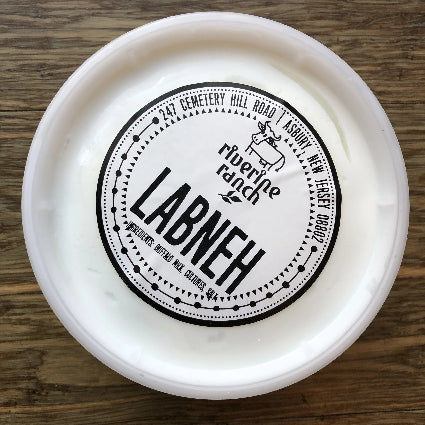 247 CEMETERY HILL ROAD | ASBURY, NEW JERSEY 08802
riverine
ranch
LABNEH
INGREDIENTS: BUFFALO MILK, CULTURES, SALT